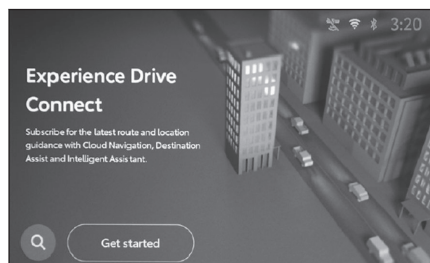 3:20
Experience Drive
Connect
Subscribe for the latest route and location
guidance with Cloud Navigation, Destination
Assist and Intelligent Assistant.
Get started